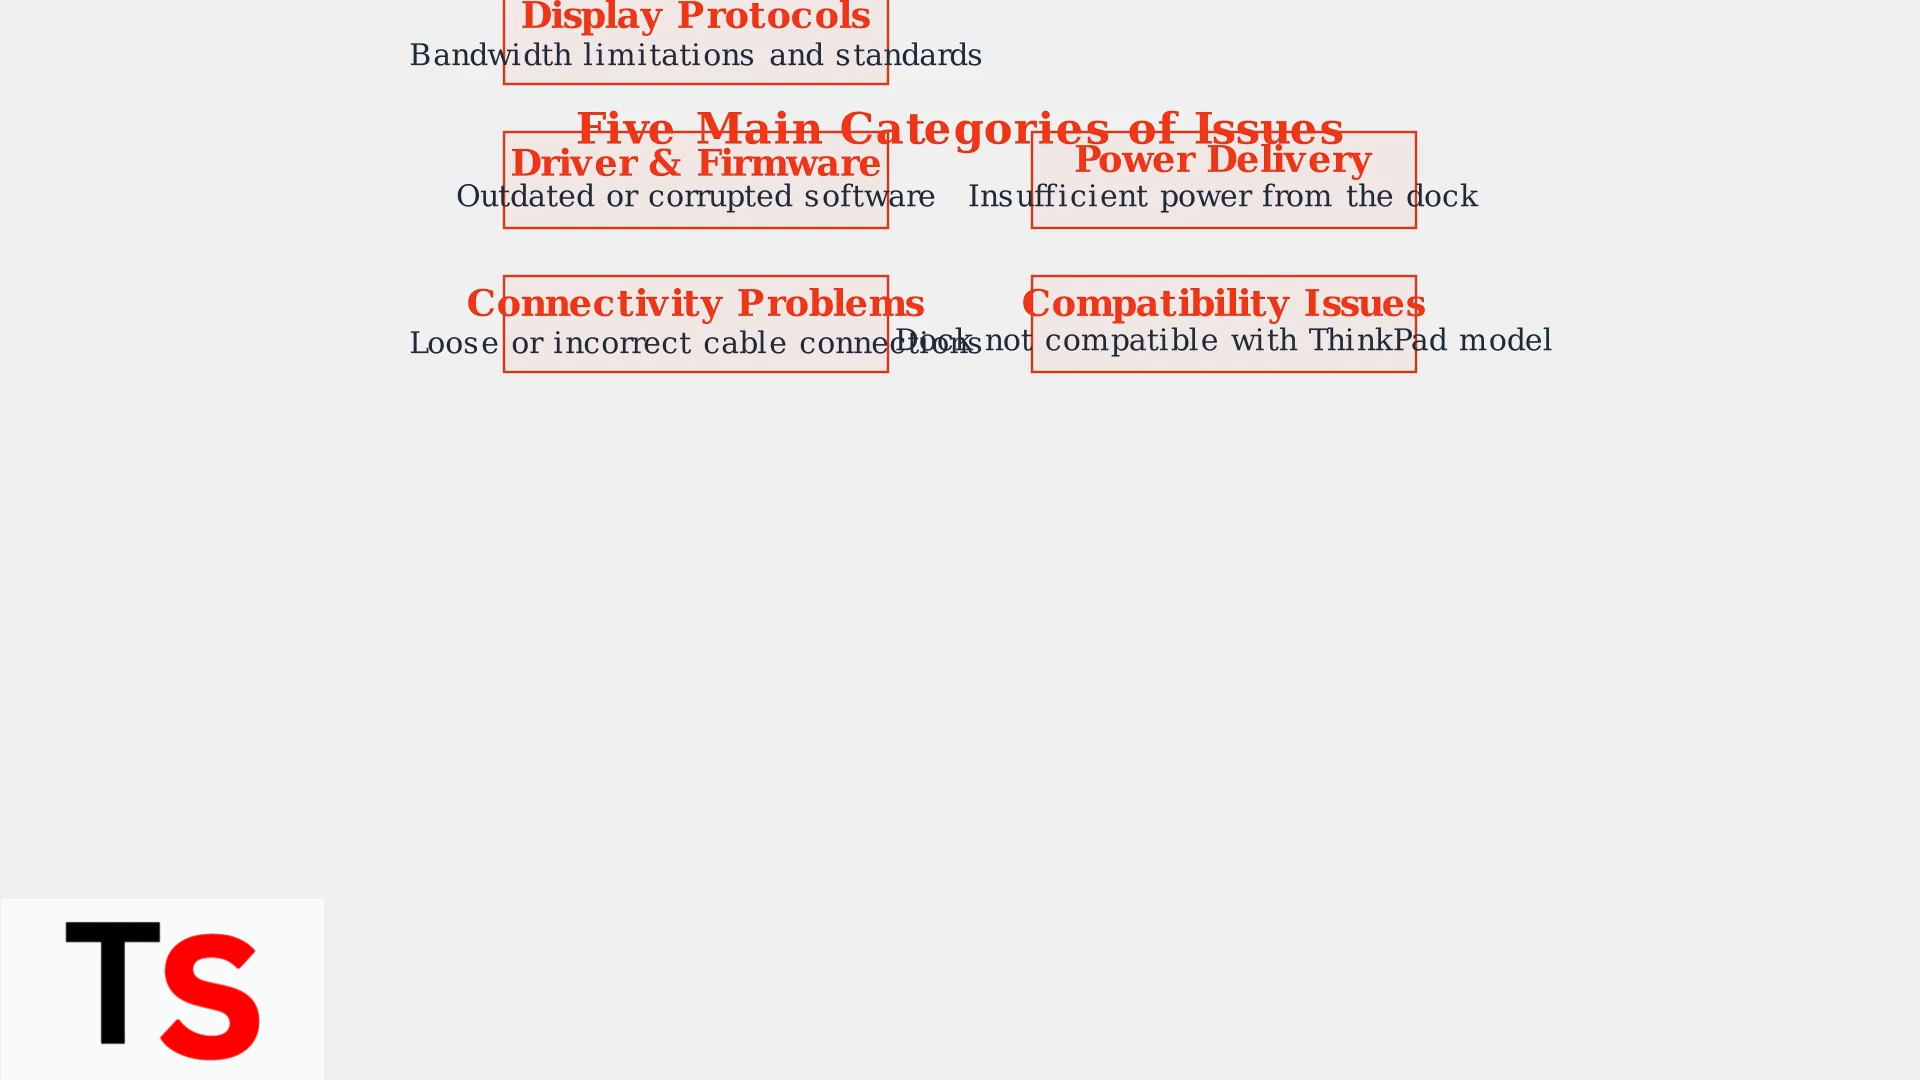 Display Protocols
Bandwidth limitations and standards
Five Main Categories of Issues
Driver & Firmware
Outdated or corrupted software
Power Delivery
Insufficient power from the dock
Connectivity Problems
Loose or incorrect cable connections
Compatibility Issues
Dock not compatible with ThinkPad model
TS